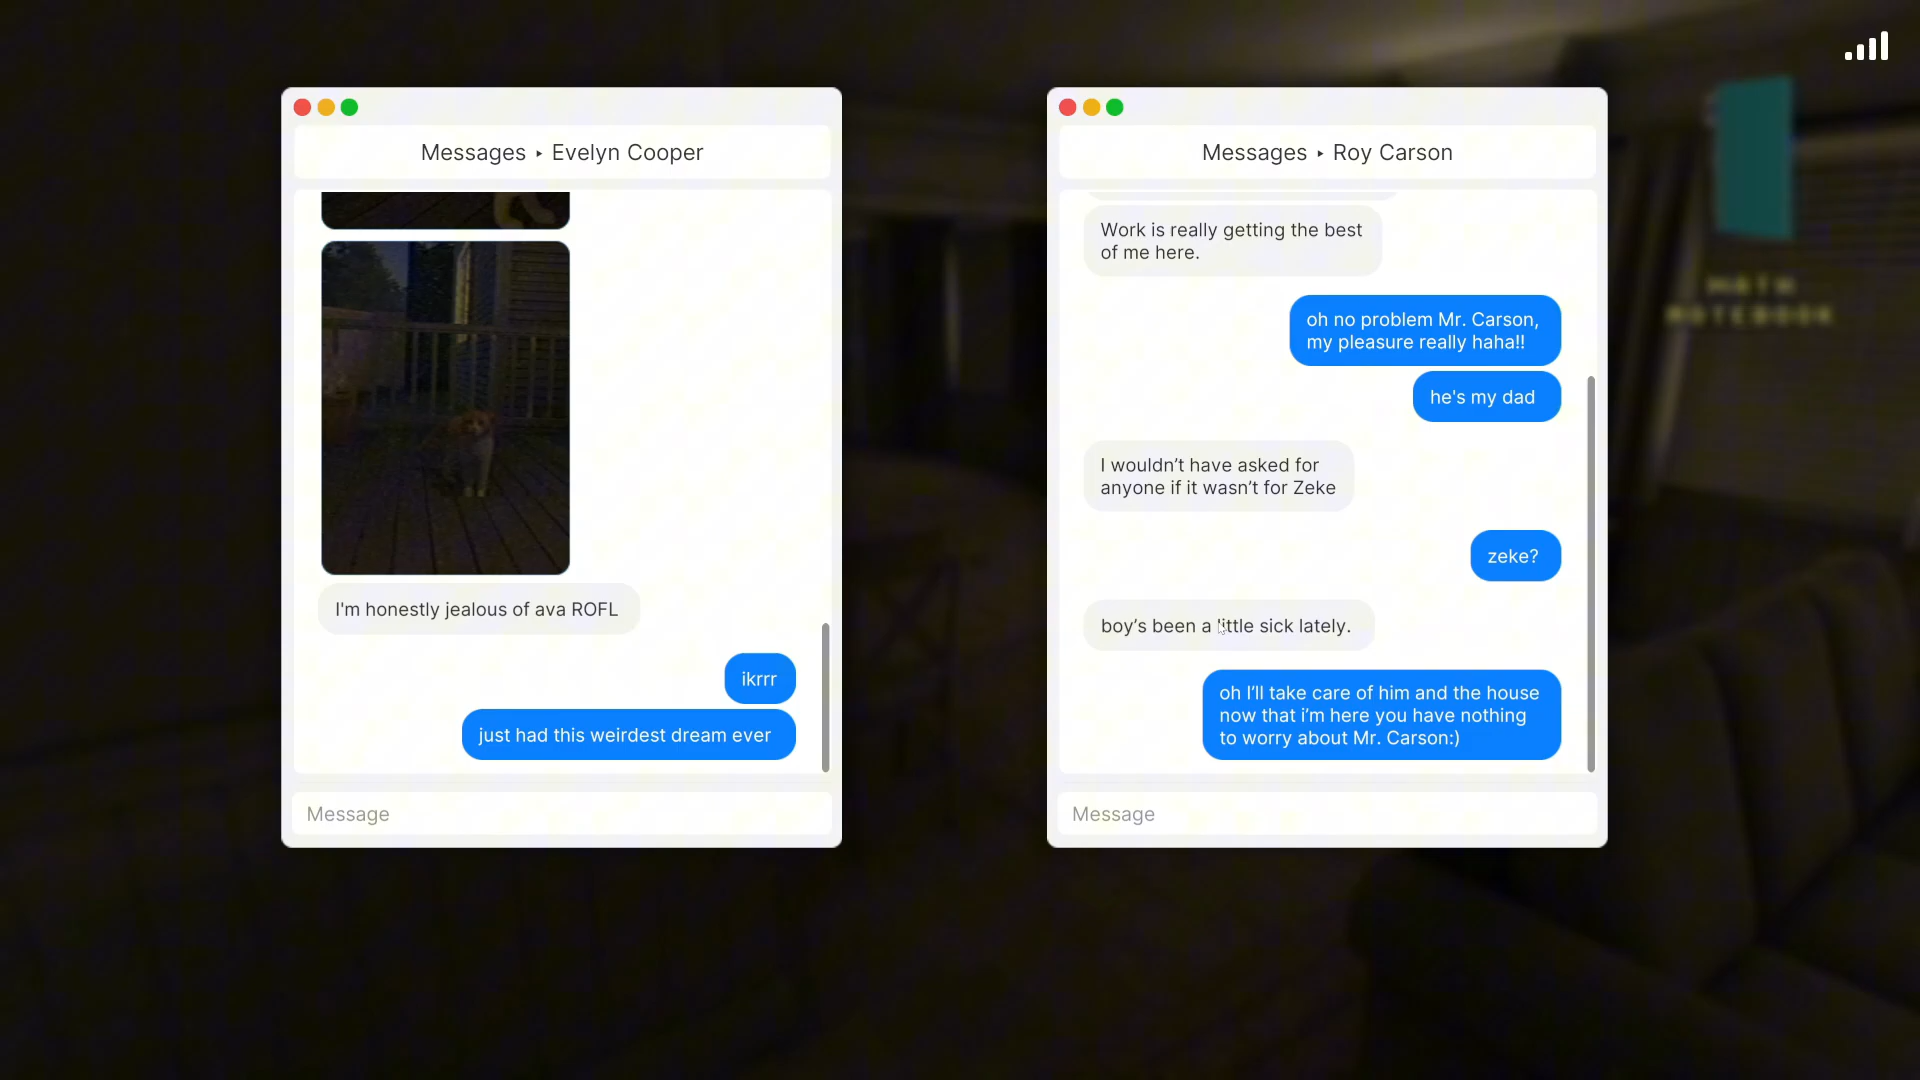 Messages ‣ Evelyn Cooper
I'm honestly jealous of ava ROFL
ikrrr
just had this weirdest dream ever
Message
Messages ‣ Roy Carson
Work is really getting the best
of me here.
oh no problem Mr. Carson,
my pleasure really haha!!
he's my dad
I wouldn’t have asked for
anyone if it wasn’t for Zeke
zeke?
boy’s been a little sick lately.
oh I’ll take care of him and the house
now that i’m here you have nothing
to worry about Mr. Carson:)
Message
MATH
NOTEBOOK